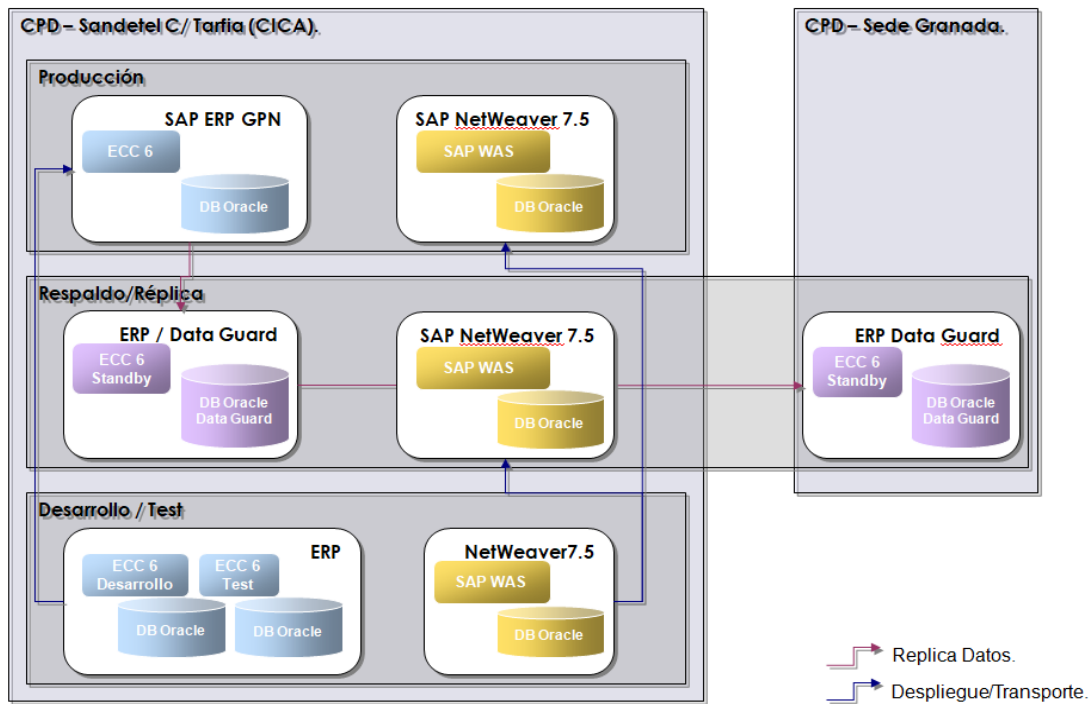 CPD – Sandetel C/ Tarfia (CICA).
CPD – Sede Granada.
Producción
SAP ERP GPN
ECC 6
DB Oracle
SAP NetWeaver 7.5
SAP WAS
DB Oracle
Respaldo/Réplica
ERP / Data Guard
ECC 6
Standby
DB Oracle
Data Guard
SAP NetWeaver 7.5
SAP WAS
DB Oracle
ERP Data Guard
ECC 6
Standby
DB Oracle
Data Guard
Desarrollo / Test
ERP
ECC 6
Desarrollo
ECC 6
Test
DB Oracle
DB Oracle
NetWeaver7.5
SAP WAS
DB Oracle
Replica Datos.
Despliegue/Transporte.